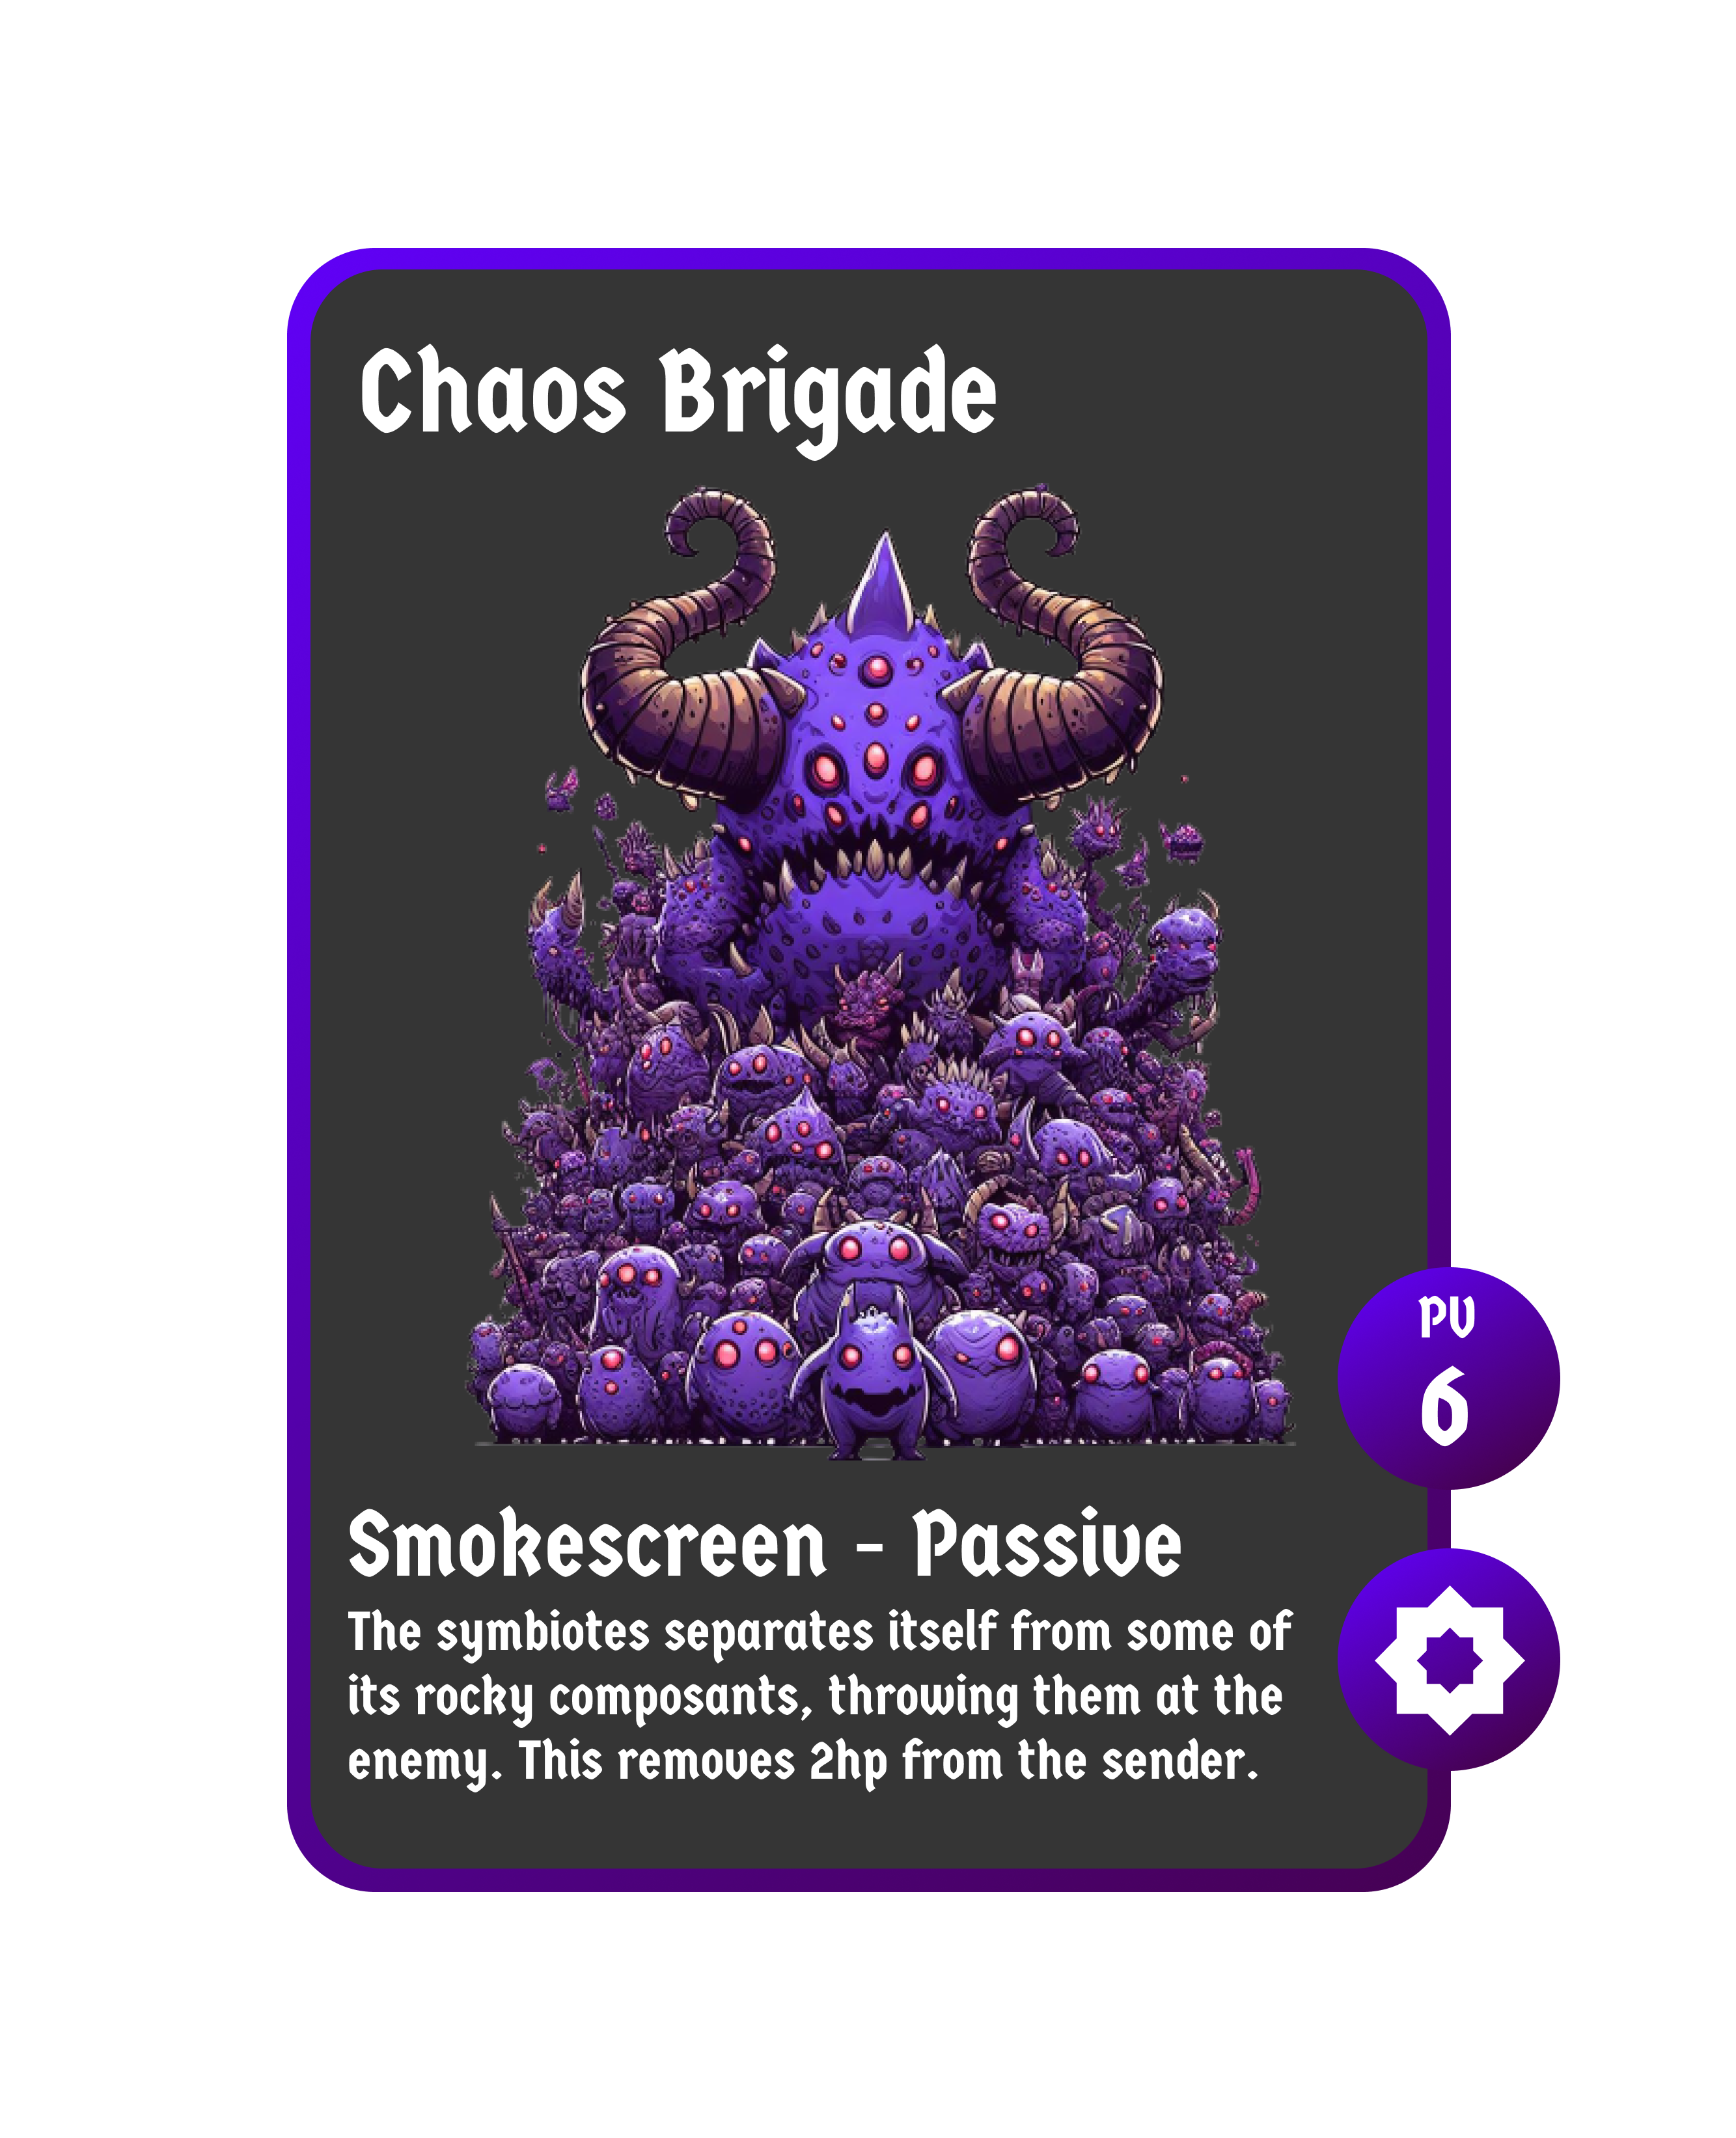 Chaos Brigade
PV
6
Smokescreen - Passive
The symbiotes separates itself from some of
its rocky composants, throwing them at the
enemy. This removes 2hp from the sender.